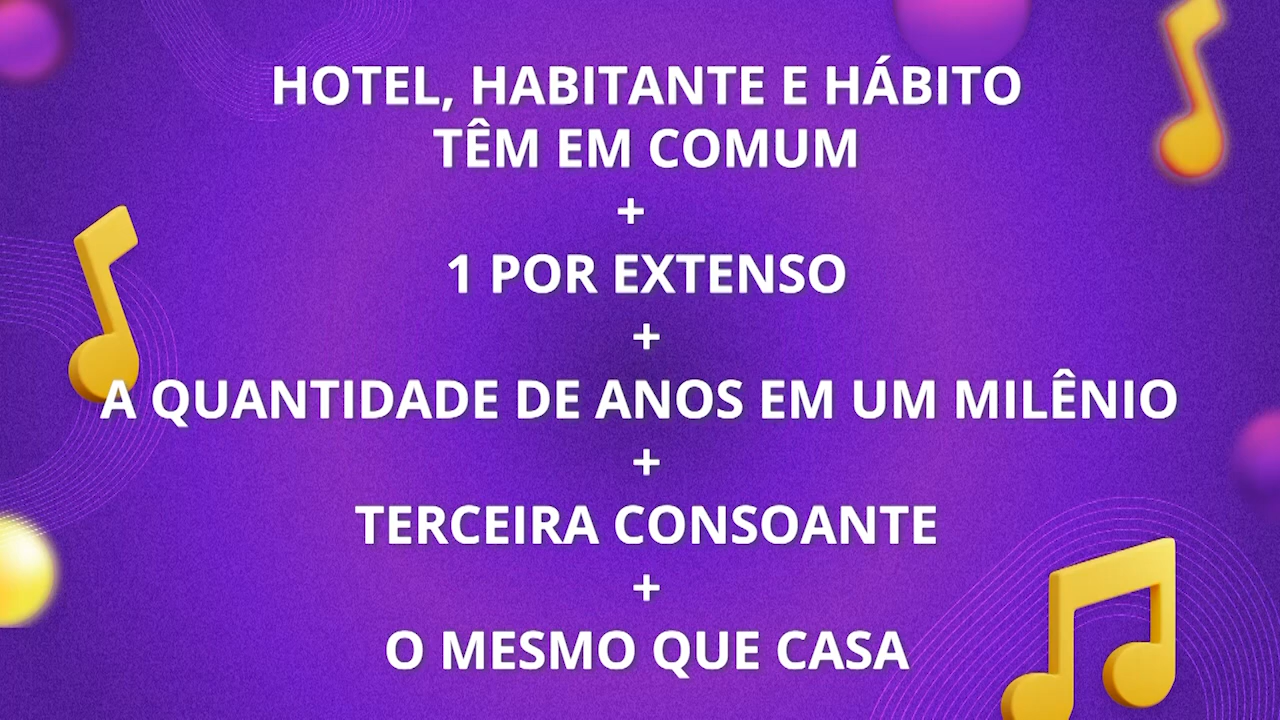 HOTEL, HABITANTE E HÁBITO
TÊM EM COMUM
+
1 POR EXTENSO
+
A QUANTIDADE DE ANOS EM UM MILÊNIO
+
TERCEIRA CONSOANTE
+
O MESMO QUE CASA